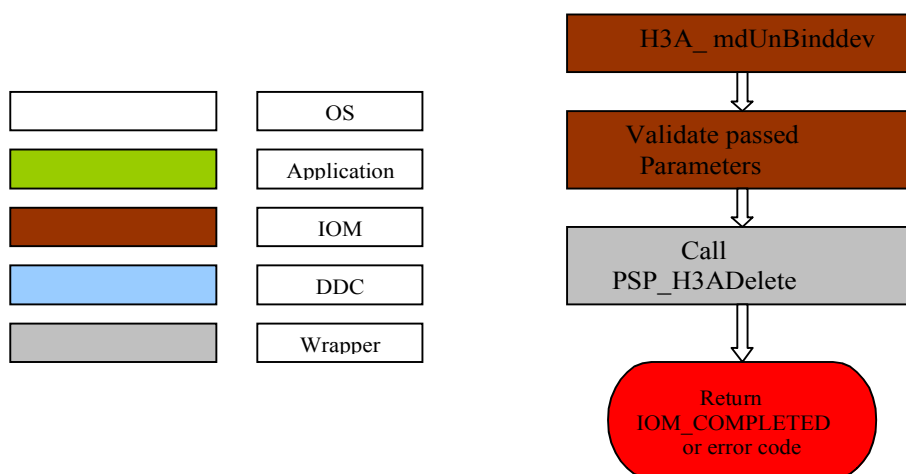 OS
Application
IOM
DDC
Wrapper
H3A_ mdUnBinddev
Validate passed
Parameters
Call
PSP_H3ADelete
Return
IOM_COMPLETED
or error code